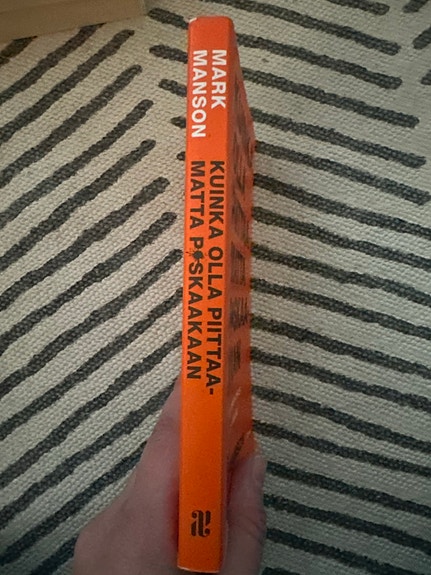 MARK
MANSON
KUINKA OLLA PIITTAA-
MATTA P*SKAAKAAN